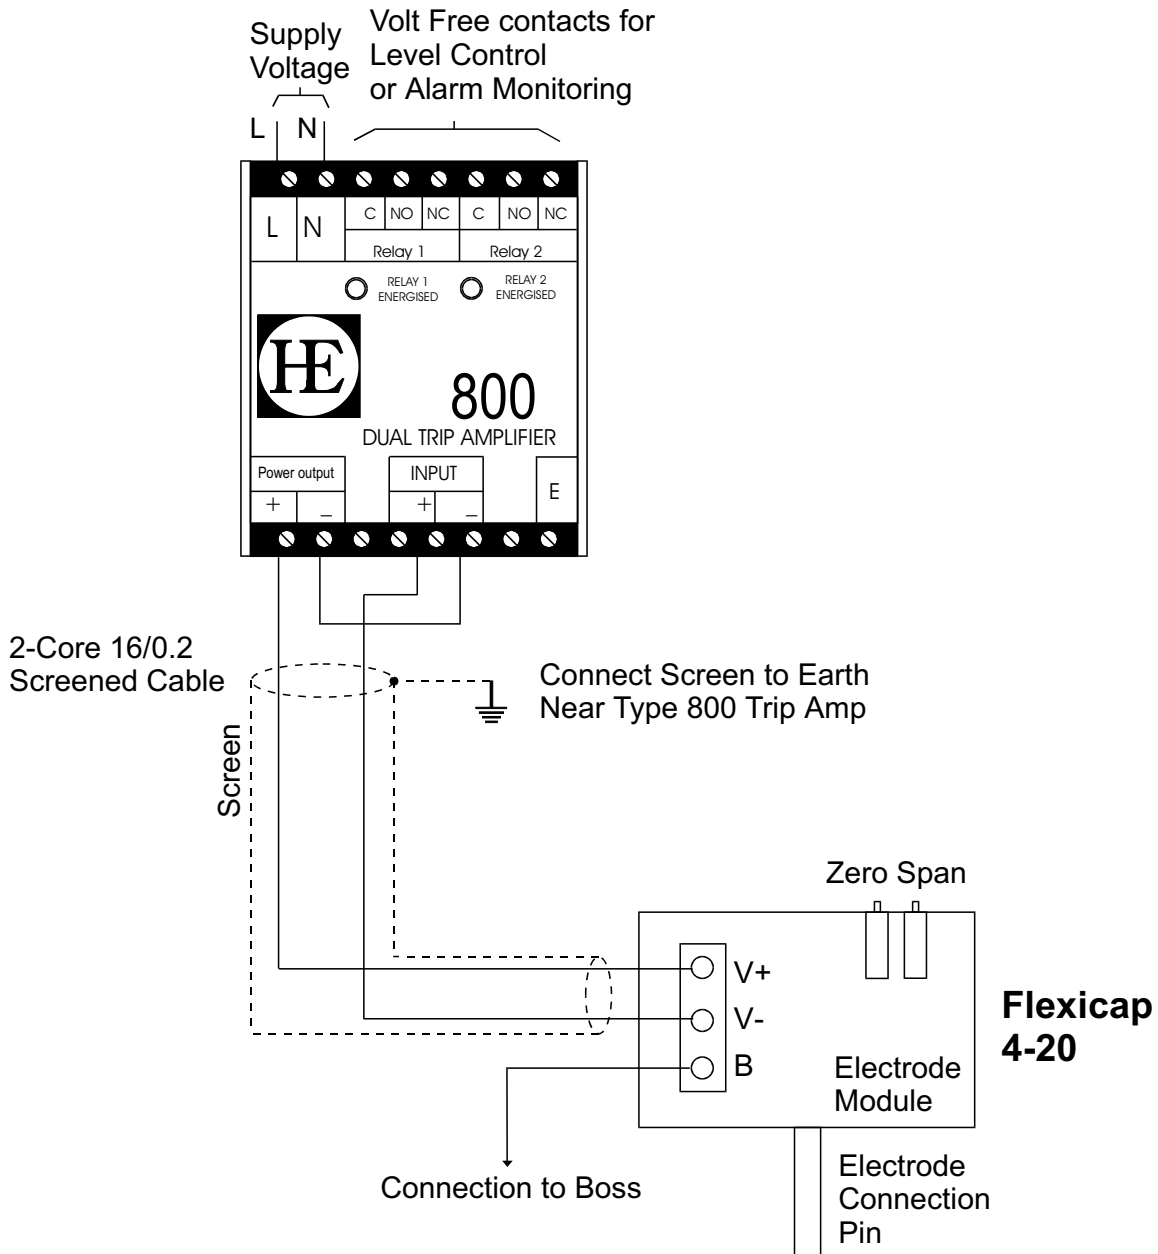 Supply
Voltage
Volt Free contacts for
Level Control
or Alarm Monitoring
L N
L N C NO NC C NO NC
Relay 1 Relay 2
RELAY 1
ENERGISED
RELAY 2
ENERGISED
HE
800
DUAL TRIP AMPLIFIER
Power output INPUT E
+ _ + _
2-Core 16/0.2
Screened Cable
Connect Screen to Earth
Near Type 800 Trip Amp
Screen
Zero Span
V+
V-
B
Electrode
Module
Flexicap
4-20
Connection to Boss
Electrode
Connection
Pin